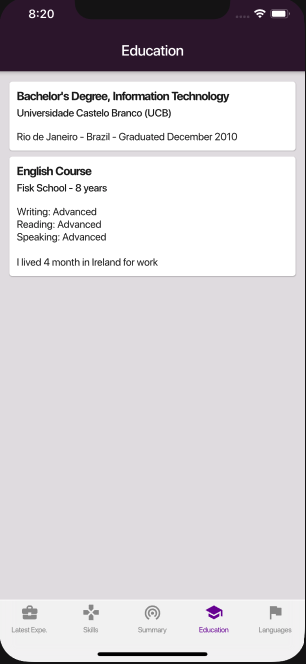 8:20
Education
Bachelor's Degree, Information Technology
Universidade Castelo Branco (UCB)
Rio de Janeiro - Brazil - Graduated December 2010
English Course
Fisk School - 8 years
Writing: Advanced
Reading: Advanced
Speaking: Advanced
I lived 4 month in Ireland for work
Latest Expe. Skills Summary Education Languages